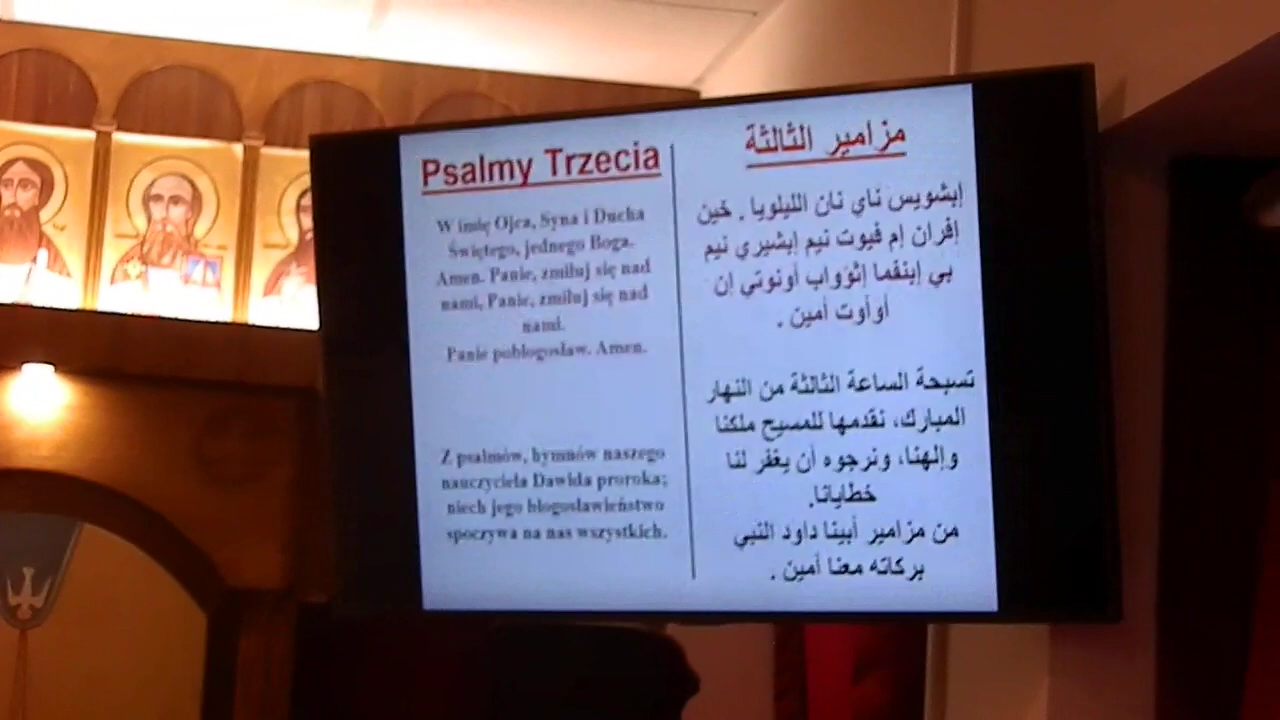 Psalmy Trzecia
W imię Ojca, Syna i Ducha
Świętego, jednego Boga.
Amen. Panie, zmiłuj się nad
nami, Panie, zmiłuj się nad
nami.
Panie pobłogosław. Amen.
Z psalmów, hymnów naszego
nauczyciela Dawida proroka;
niech jego błogosławieństwo
spoczywa na nas wszystkich.
مزامير الثالثة
إيشويس ناي نان الليلويا . خين
إفران إم فيوت نيم إبشيري نيم
بي إبنفما إثؤواب أونوتي إن
أوأوت أمين .
تسبحة الساعة الثالثة من النهار
المبارك، نقدمها للمسيح ملكنا
وإلهنا، ونرجوه أن يغفر لنا
خطايانا.
من مزامير أبينا داود النبي
بركاته معنا أمين .